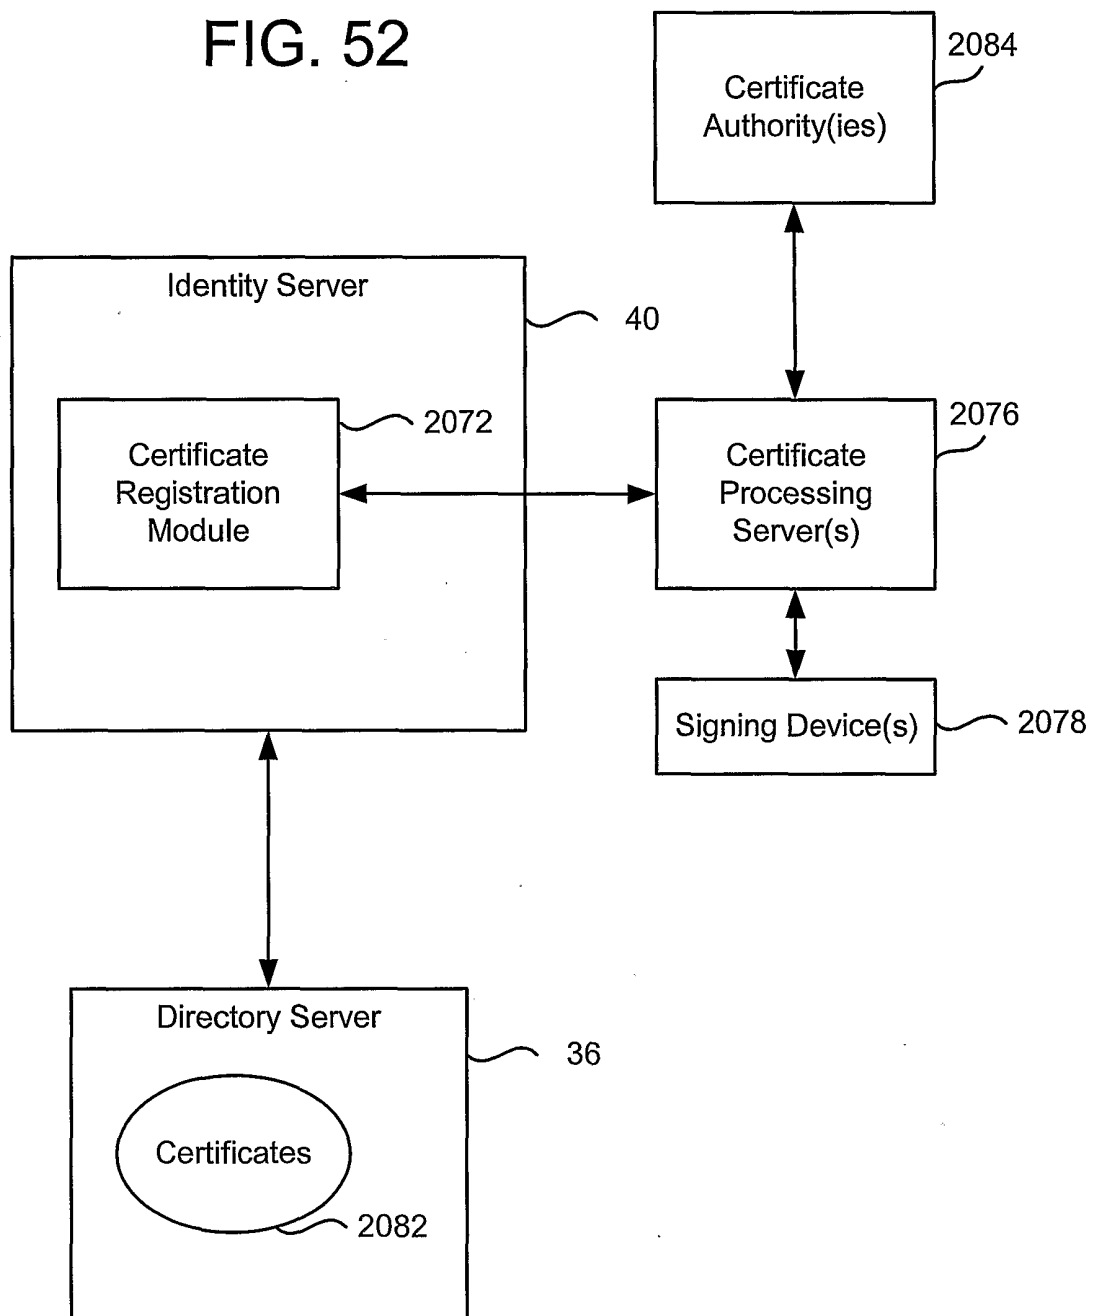 FIG. 52
2084
Certificate
Authority(ies)
Identity Server
40
2072
Certificate
Registration
Module
2076
Certificate
Processing
Server(s)
Signing Device(s)
2078
Directory Server
36
Certificates
2082